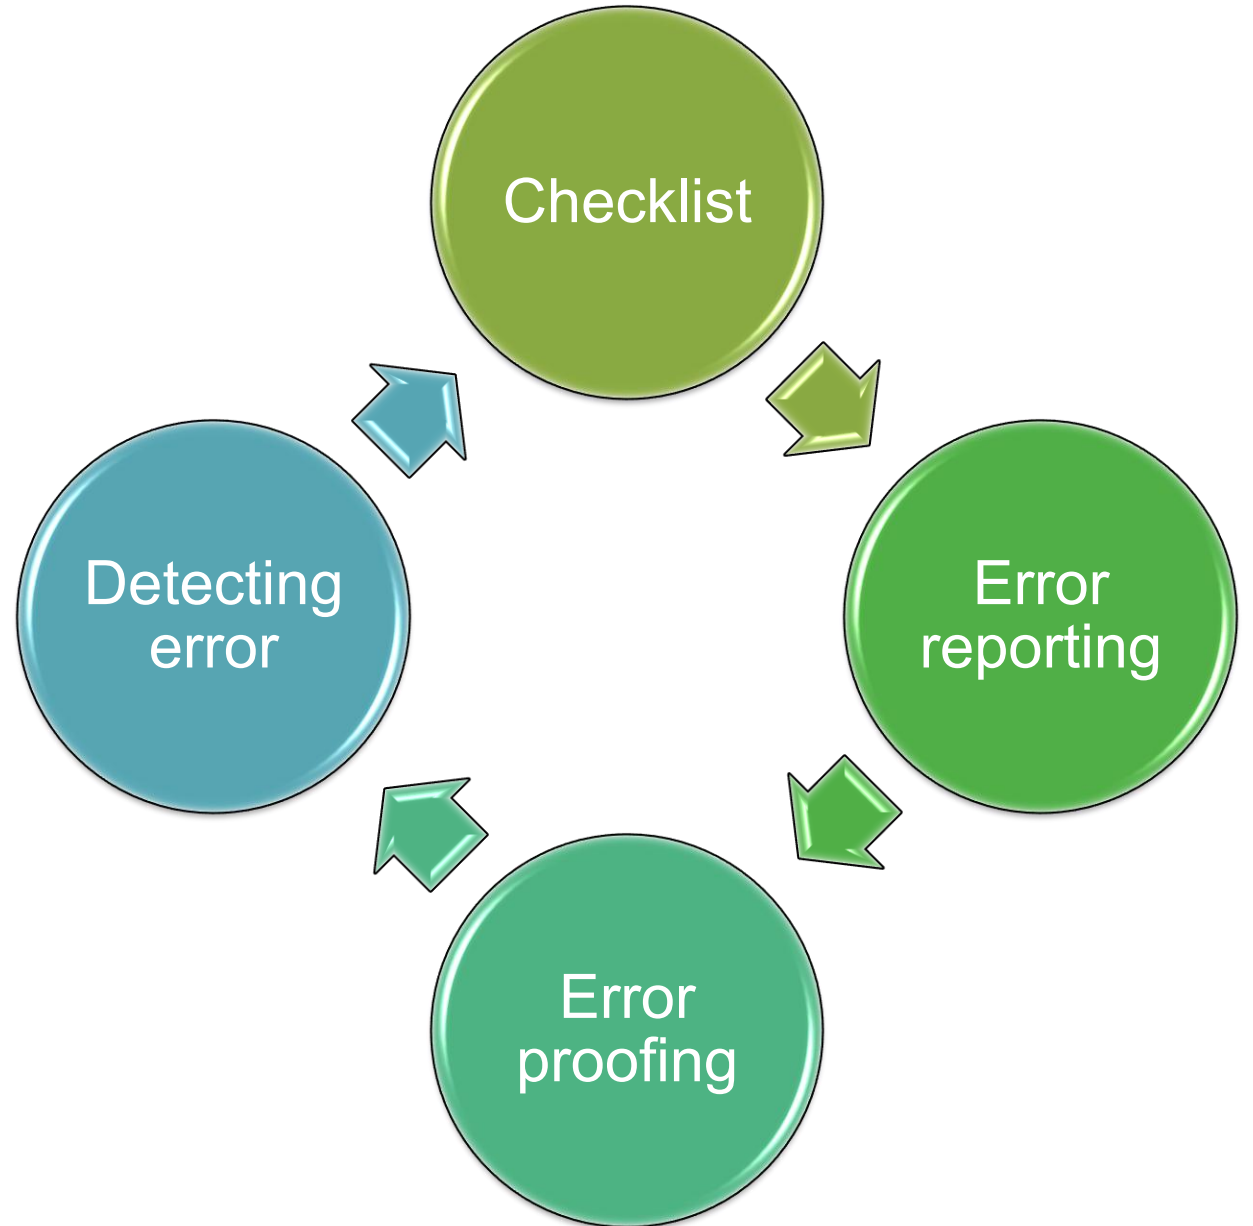 Checklist
Error
reporting
Error
proofing
Detecting
error